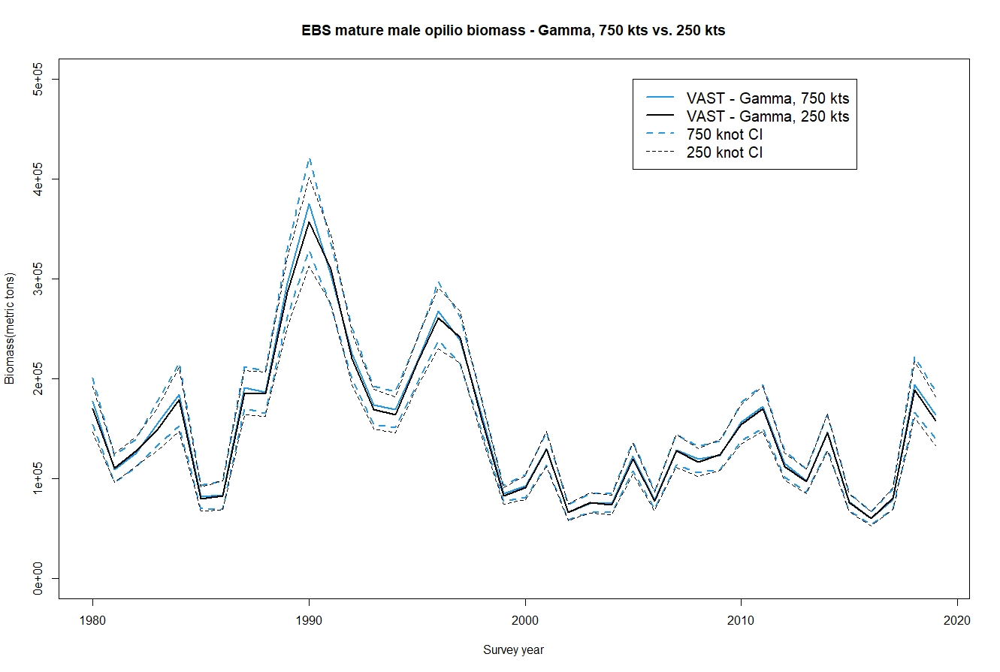 EBS mature male opilio biomass - Gamma, 750 kts vs. 250 kts
VAST - Gamma, 750 kts
VAST - Gamma, 250 kts
750 knot CI
250 knot CI
Biomass(metric tons)
5e+05
4e+05
3e+05
2e+05
1e+05
0e+00
1980 1990 2000 2010 2020
Survey year